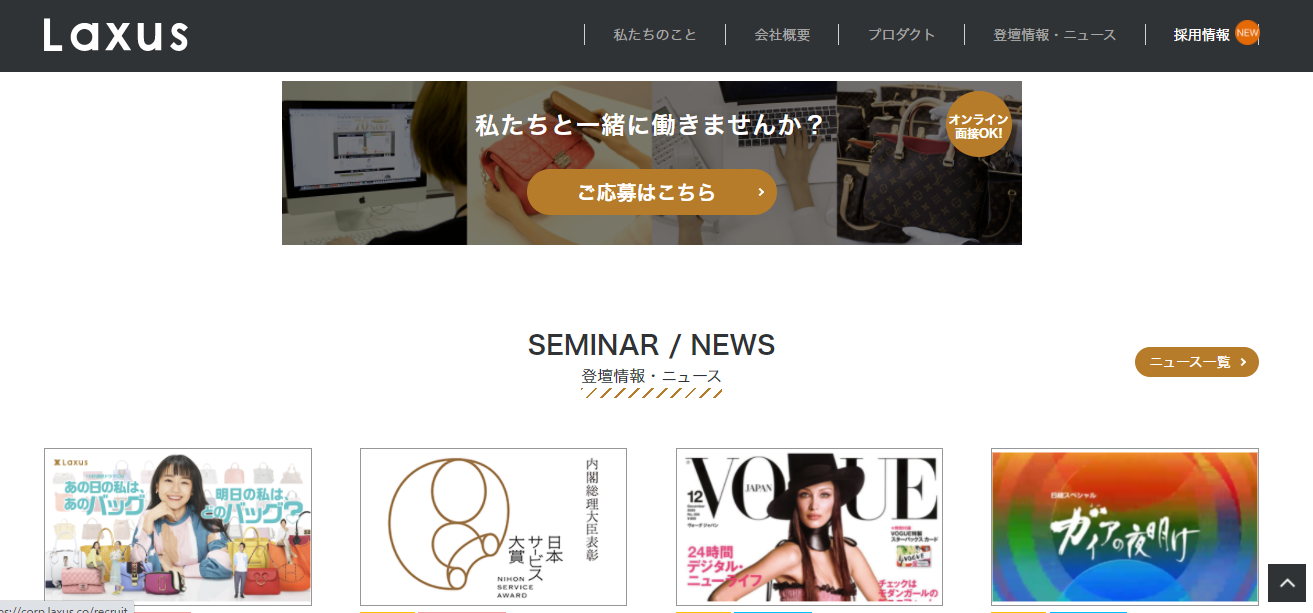 Laxus
私たちのこと
会社概要
プロダクト
登壇情報・ニュース
採用情報
NEW
私たちと一緒に働きませんか？
オンライン
面接OK!
ご応募はこちら
SEMINAR / NEWS
登壇情報・ニュース
ニュース一覧
Laxus
あの日の私は、
あのバッグ
明日の私は、
どのバッグ?
内閣総理大臣表彰
日本
サービス
大賞
NIHON
SERVICE
AWARD
VOGUE
JAPAN
12
24時間
デジタル・
ニューライフ
VOGUE特製
スターバックス カード
チェックは
モダンガールの
日経スペシャル
ガイアの夜明け
ps://corp.laxus.co/recruit